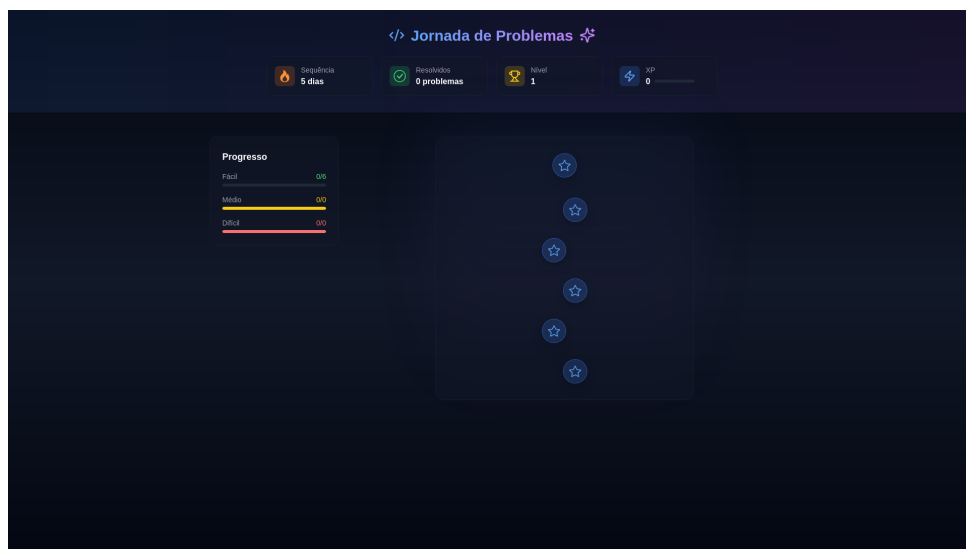 Jornada de Problemas
Sequência
5 dias
Resolvidos
0 problemas
Nível
1
XP
0
Progresso
Fácil 0/6
Médio 0/0
Difícil 0/0